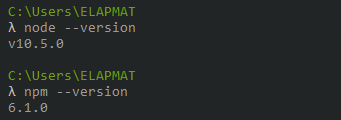 C:\Users\ELAPMAT
λ node --version
v10.5.0
C:\Users\ELAPMAT
λ npm --version
6.1.0